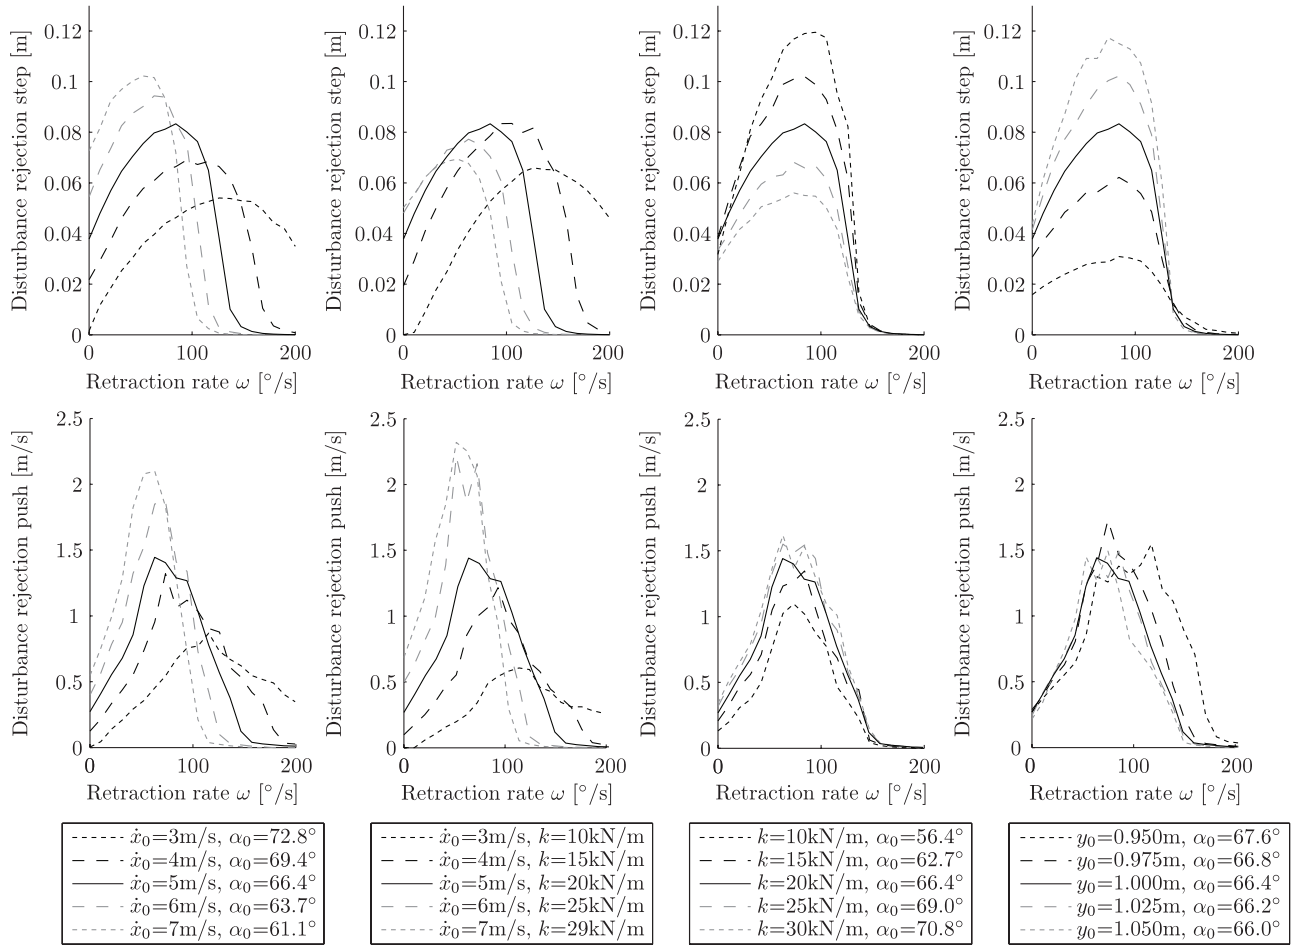 Disturbance rejection step [m]
0.12
0.1
0.08
0.06
0.04
0.02
0
0 100 200
Retraction rate ω [°/s]
Disturbance rejection step [m]
0.12
0.1
0.08
0.06
0.04
0.02
0
0 100 200
Retraction rate ω [°/s]
Disturbance rejection step [m]
0.12
0.1
0.08
0.06
0.04
0.02
0
0 100 200
Retraction rate ω [°/s]
Disturbance rejection step [m]
0.12
0.1
0.08
0.06
0.04
0.02
0
0 100 200
Retraction rate ω [°/s]
Disturbance rejection push [m/s]
2.5
2
1.5
1
0.5
0
0 100 200
Retraction rate ω [°/s]
Disturbance rejection push [m/s]
2.5
2
1.5
1
0.5
0
0 100 200
Retraction rate ω [°/s]
Disturbance rejection push [m/s]
2.5
2
1.5
1
0.5
0
0 100 200
Retraction rate ω [°/s]
Disturbance rejection push [m/s]
2.5
2
1.5
1
0.5
0
0 100 200
Retraction rate ω [°/s]
ẋ₀=3m/s, α₀=72.8°
ẋ₀=4m/s, α₀=69.4°
ẋ₀=5m/s, α₀=66.4°
ẋ₀=6m/s, α₀=63.7°
ẋ₀=7m/s, α₀=61.1°
ẋ₀=3m/s, k=10kN/m
ẋ₀=4m/s, k=15kN/m
ẋ₀=5m/s, k=20kN/m
ẋ₀=6m/s, k=25kN/m
ẋ₀=7m/s, k=29kN/m
k=10kN/m, α₀=56.4°
k=15kN/m, α₀=62.7°
k=20kN/m, α₀=66.4°
k=25kN/m, α₀=69.0°
k=30kN/m, α₀=70.8°
y₀=0.950m, α₀=67.6°
y₀=0.975m, α₀=66.8°
y₀=1.000m, α₀=66.4°
y₀=1.025m, α₀=66.2°
y₀=1.050m, α₀=66.0°